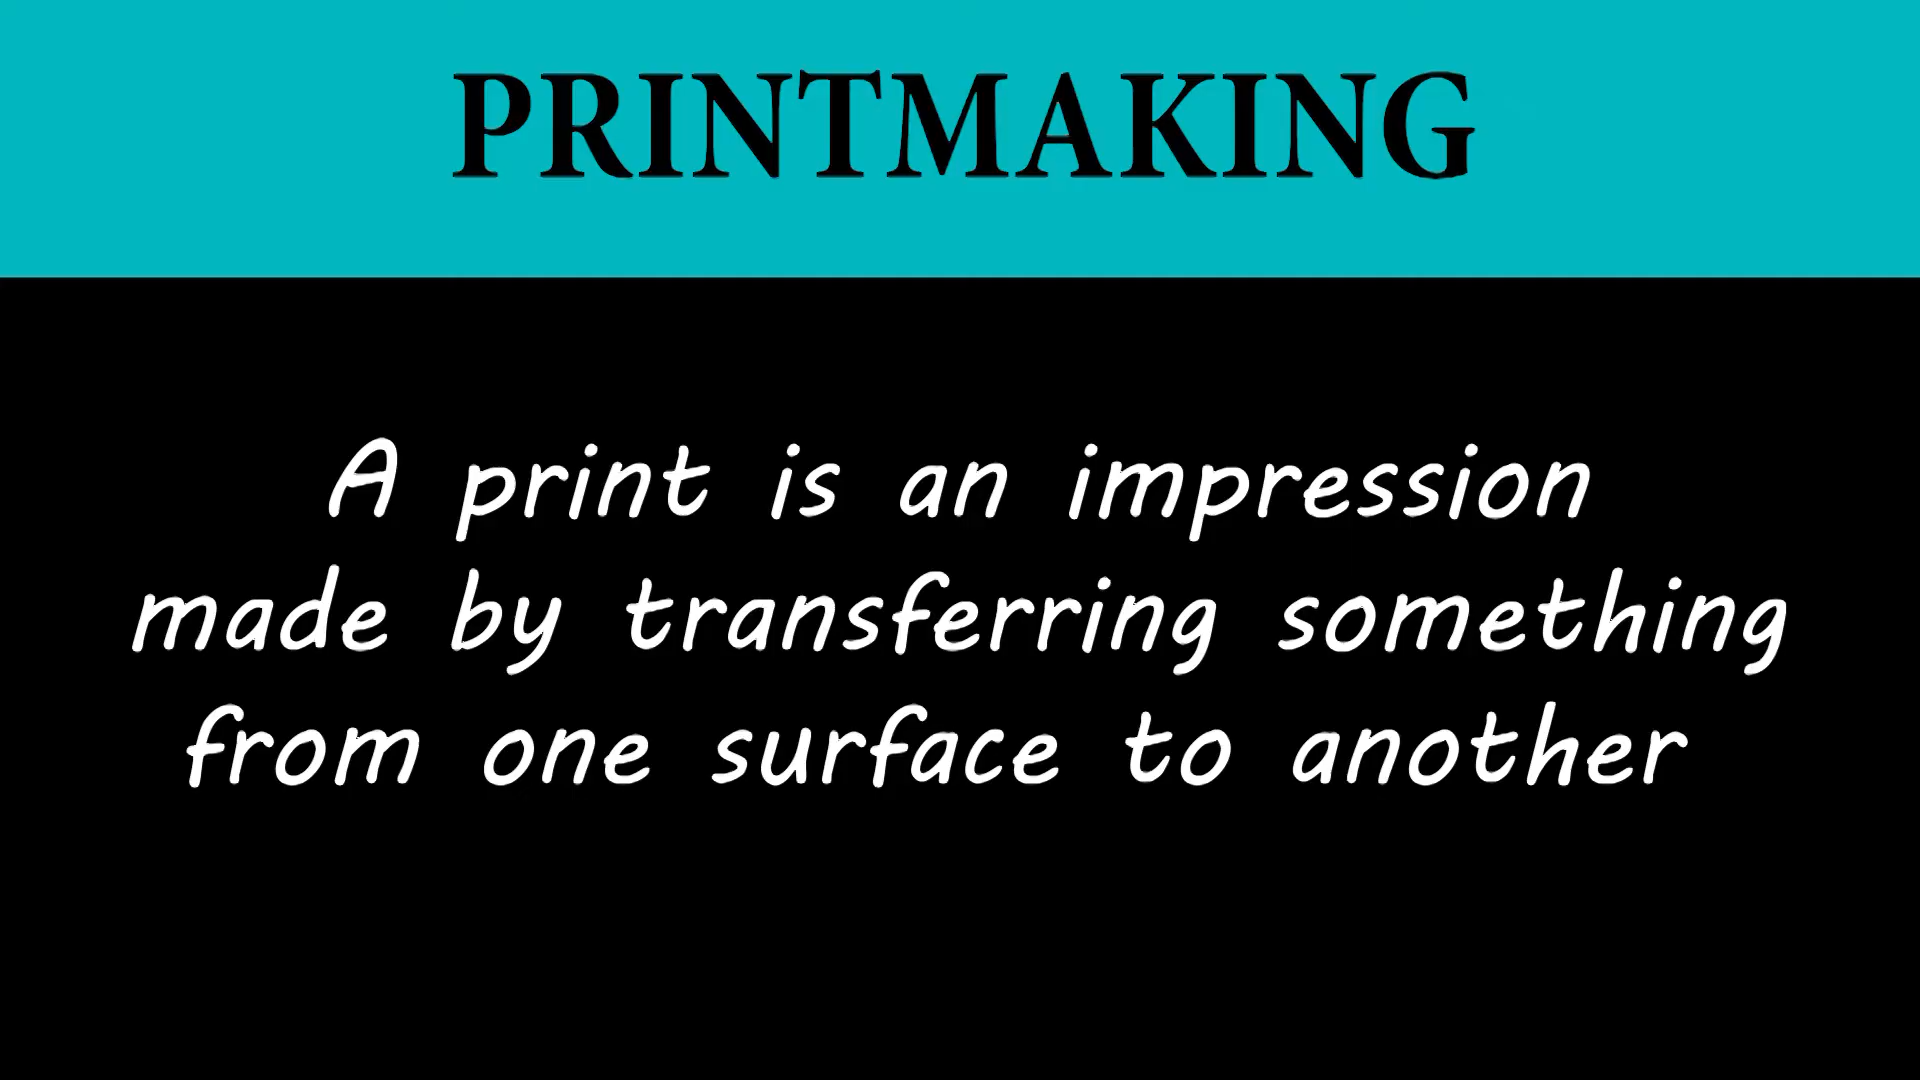 PRINTMAKING
A print is an impression
made by transferring something
from one surface to another